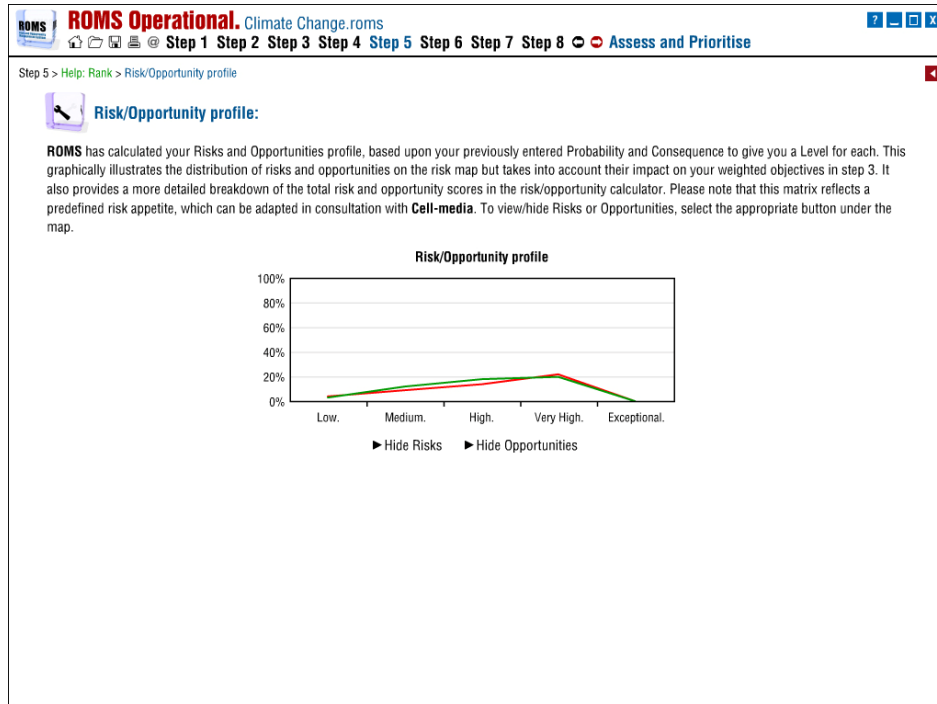 ROMS
ROMS Operational. Climate Change.roms
@ Step 1 Step 2 Step 3 Step 4 Step 5 Step 6 Step 7 Step 8 Assess and Prioritise
? X
Step 5 > Help: Rank > Risk/Opportunity profile
Risk/Opportunity profile:
ROMS has calculated your Risks and Opportunities profile, based upon your previously entered Probability and Consequence to give you a Level for each. This
graphically illustrates the distribution of risks and opportunities on the risk map but takes into account their impact on your weighted objectives in step 3. It
also provides a more detailed breakdown of the total risk and opportunity scores in the risk/opportunity calculator. Please note that this matrix reflects a
predefined risk appetite, which can be adapted in consultation with Cell-media. To view/hide Risks or Opportunities, select the appropriate button under the
map.
Risk/Opportunity profile
100%
80%
60%
40%
20%
0%
Low. Medium. High. Very High. Exceptional.
Hide Risks Hide Opportunities